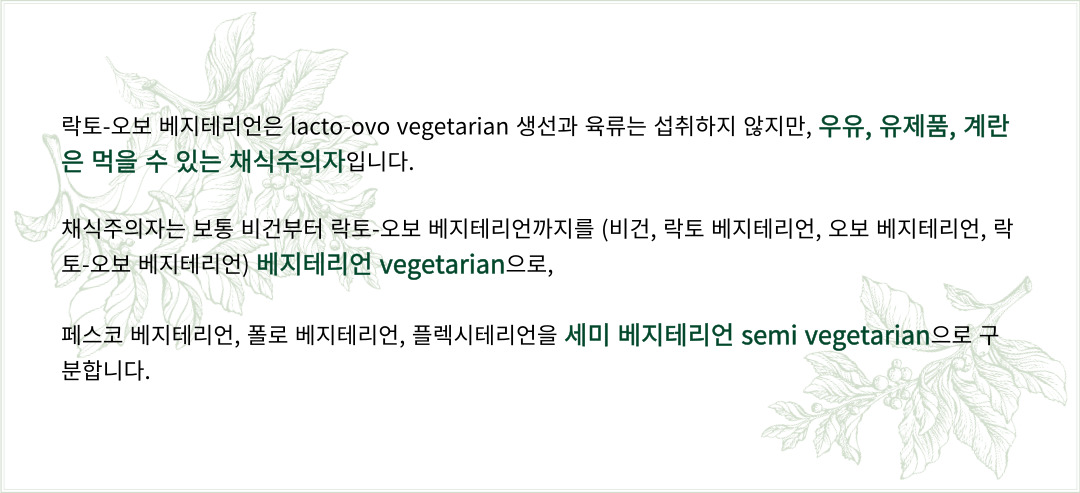 락토-오보 베지테리언은 lacto-ovo vegetarian 생선과 육류는 섭취하지 않지만, 우유, 유제품, 계란
은 먹을 수 있는 채식주의자입니다.
채식주의자는 보통 비건부터 락토-오보 베지테리언까지를 (비건, 락토 베지테리언, 오보 베지테리언, 락
토-오보 베지테리언) 베지테리언 vegetarian으로,
페스코 베지테리언, 폴로 베지테리언, 플렉시테리언을 세미 베지테리언 semi vegetarian으로 구
분합니다.